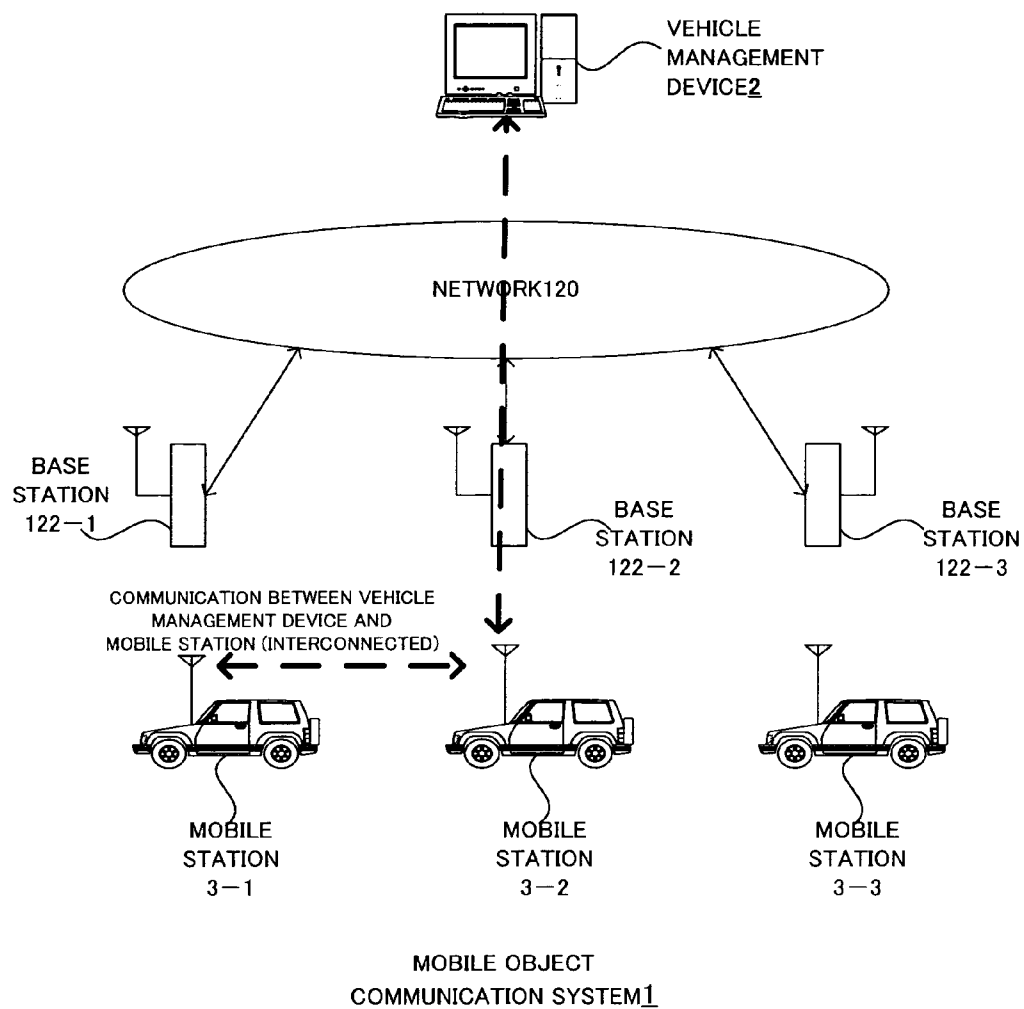 VEHICLE
MANAGEMENT
DEVICE2
NETWORK120
BASE
STATION
122-1
BASE
STATION
122-2
BASE
STATION
122-3
COMMUNICATION BETWEEN VEHICLE
MANAGEMENT DEVICE AND
MOBILE STATION (INTERCONNECTED)
MOBILE
STATION
3-1
MOBILE
STATION
3-2
MOBILE
STATION
3-3
MOBILE OBJECT
COMMUNICATION SYSTEM1